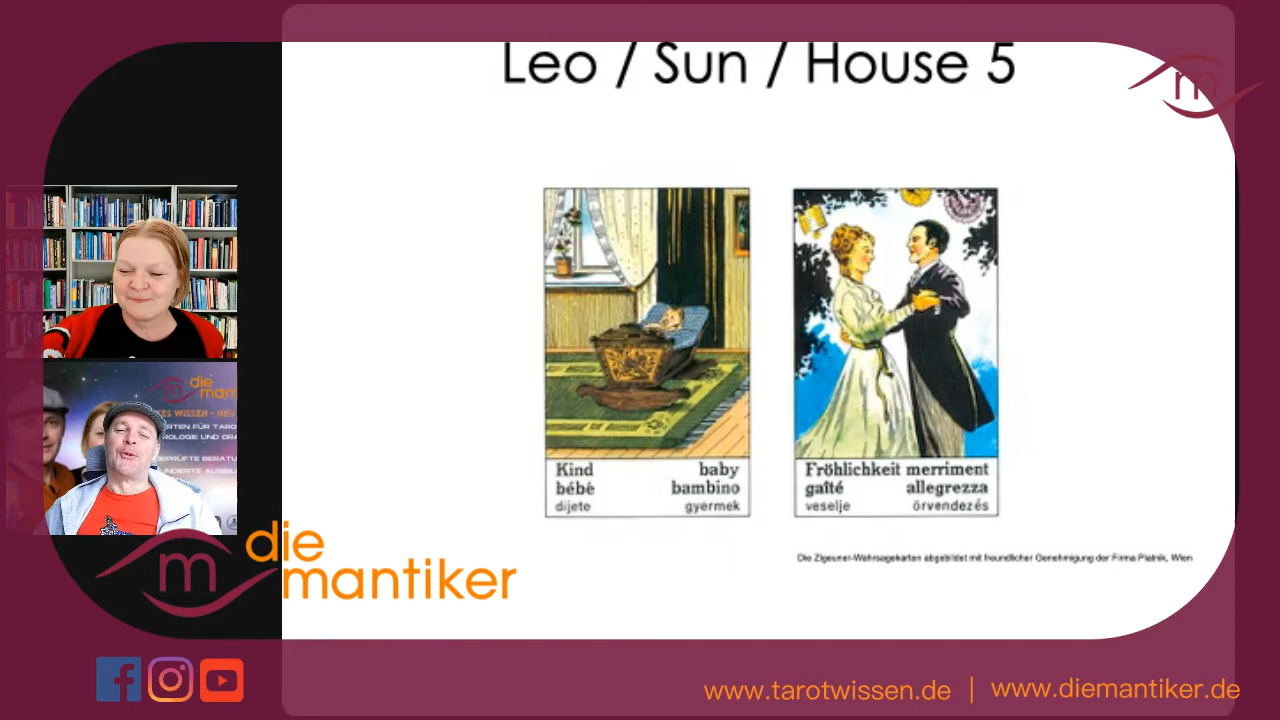 Leo / Sun / House 5
Kind baby
bébé bambino
dijete gyermek
Fröhlichkeit merriment
gaîté allegrezza
veselje örvendezés
Die Zigeuner-Wahrsagekarten abgebildet mit freundlicher Genehmigung der Firma Piatnik, Wien
die
mantiker
m
m
die
www.tarotwissen.de | www.diemantiker.de